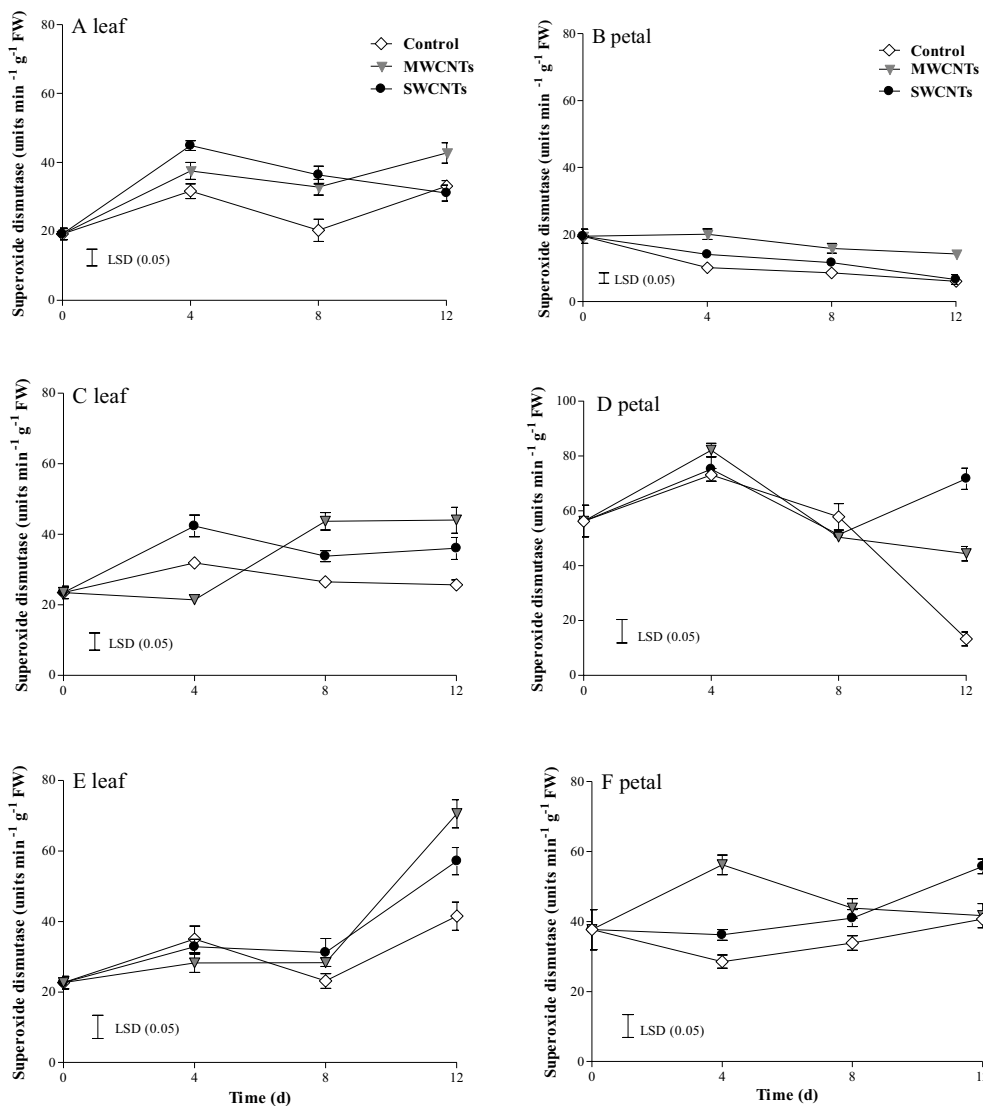 A leaf
Control
MWCNTs
SWCNTs
Superoxide dismutase (units min -1 g-1 FW)
80
60
40
20
0
LSD (0.05)
0 4 8 12
B petal
Control
MWCNTs
SWCNTs
Superoxide dismutase (units min -1 g-1 FW)
80
60
40
20
0
LSD (0.05)
0 4 8 12
C leaf
Superoxide dismutase (units min -1 g-1 FW)
80
60
40
20
0
LSD (0.05)
0 4 8 12
D petal
Superoxide dismutase (units min -1 g-1 FW)
100
80
60
40
20
0
LSD (0.05)
0 4 8 12
E leaf
Superoxide dismutase (units min -1 g-1 FW)
80
60
40
20
0
LSD (0.05)
0 4 8 12
Time (d)
F petal
Superoxide dismutase (units min -1 g-1 FW)
80
60
40
20
0
LSD (0.05)
0 4 8
Time (d)